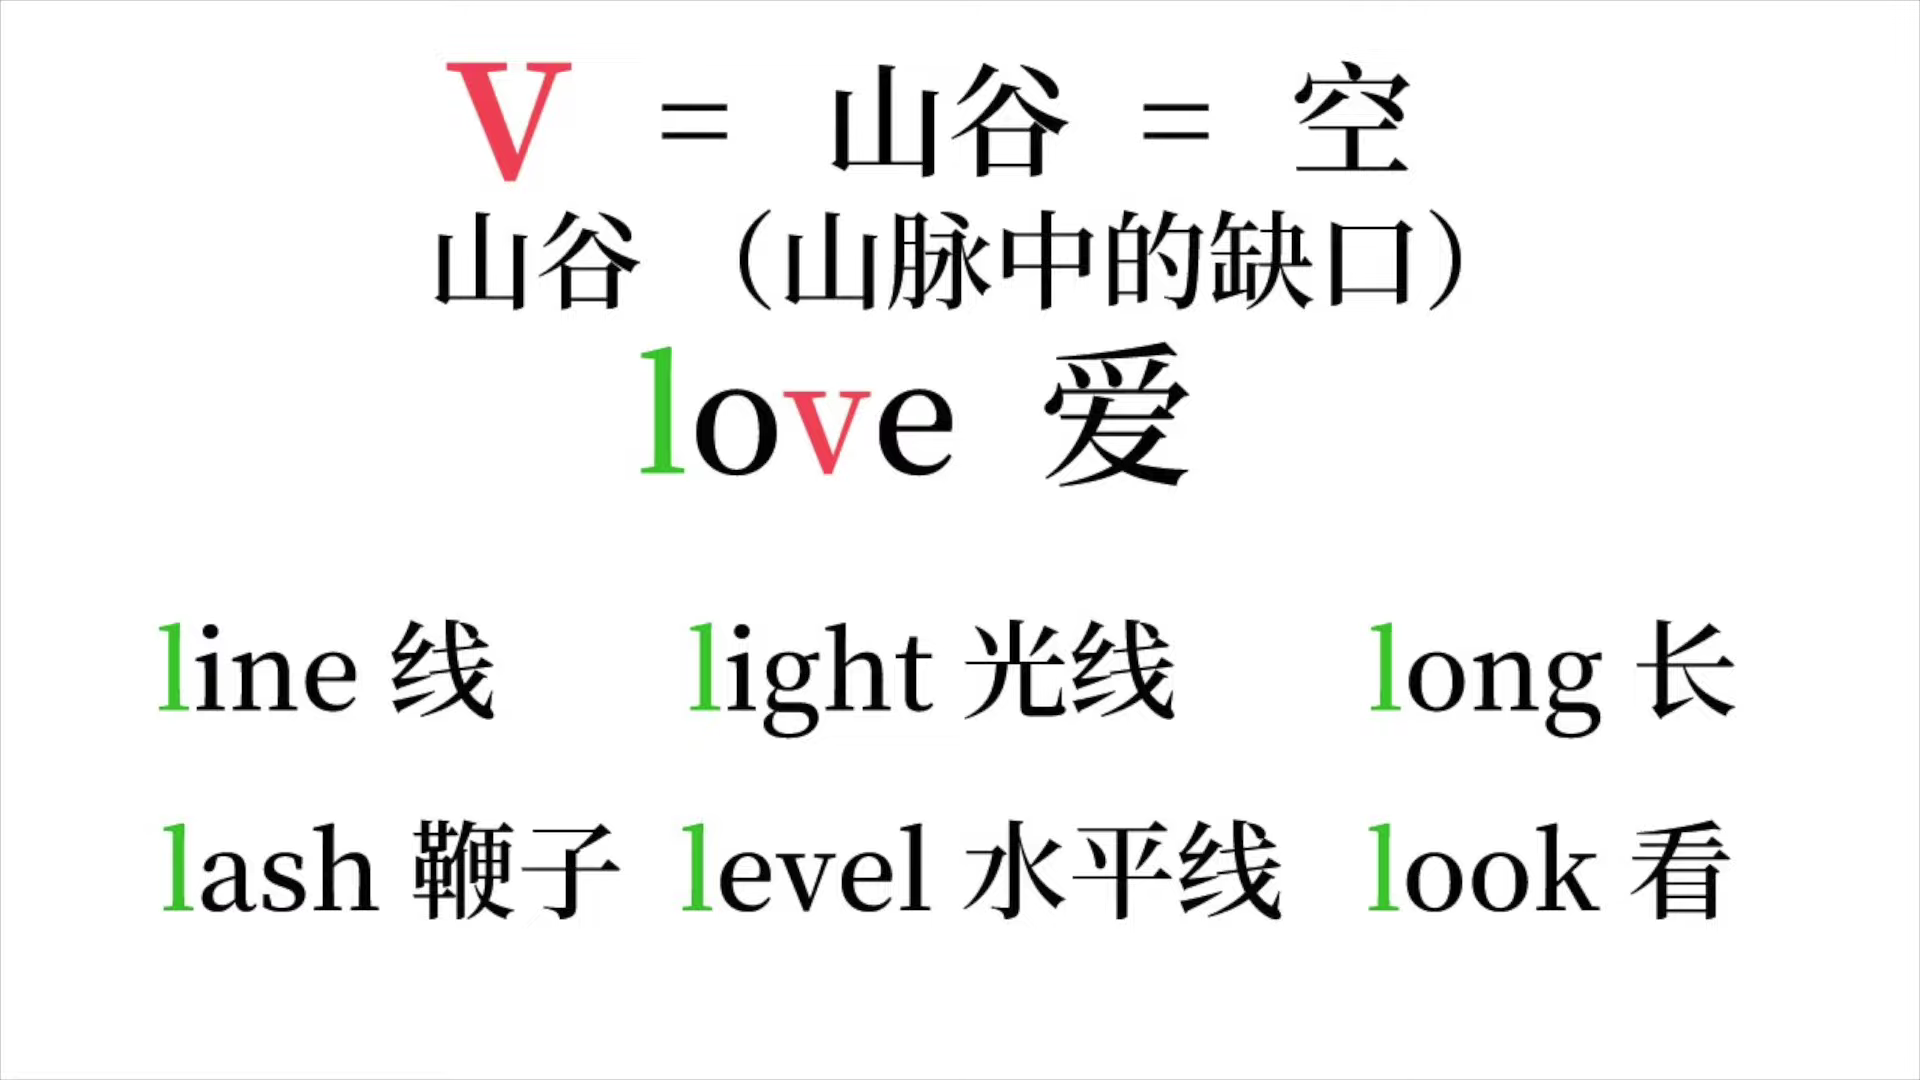 v = 山谷 = 空
山谷 （山脉中的缺口）
love 爱
line 线 light 光线 long 长
lash 鞭子 level 水平线 look 看